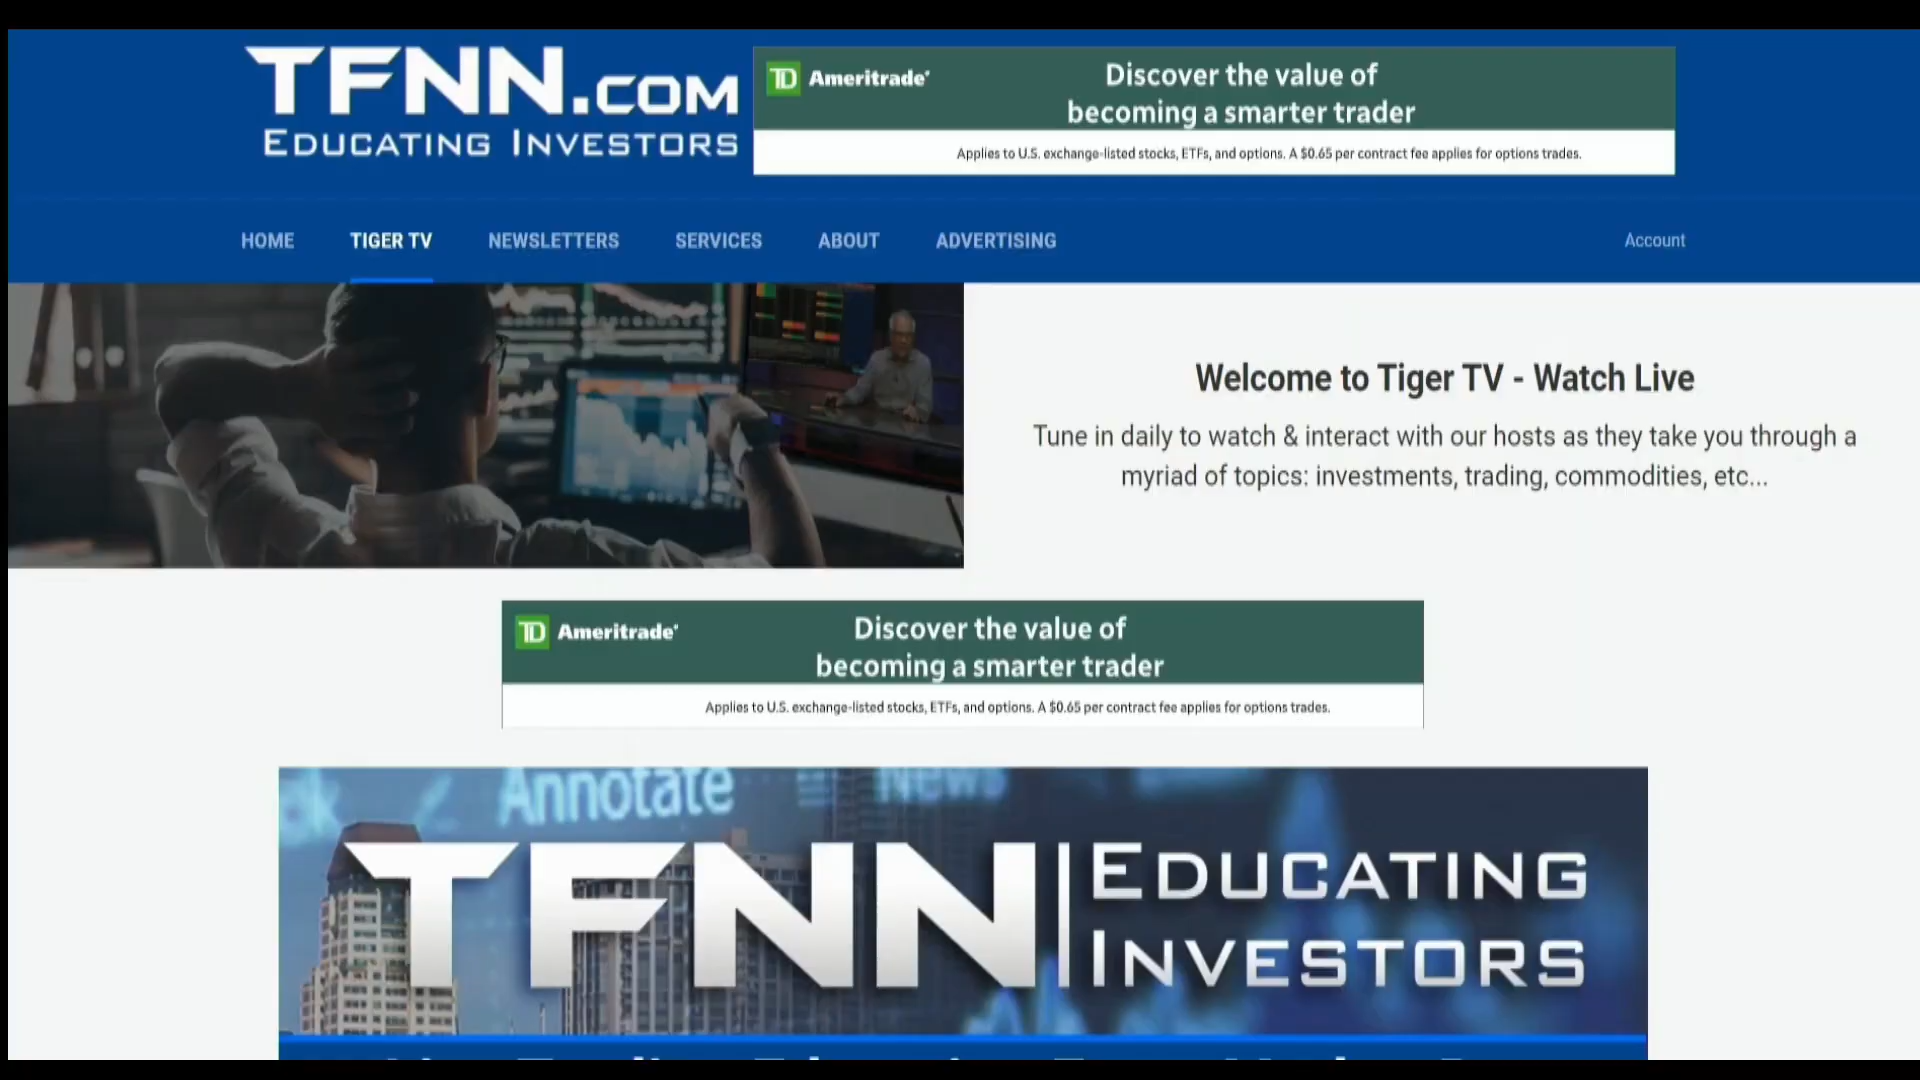 TFNN.COM
EDUCATING INVESTORS
TD Ameritrade
Discover the value of
becoming a smarter trader
Applies to U.S. exchange-listed stocks, ETFs, and options. A $0.65 per contract fee applies for options trades.
HOME TIGER TV NEWSLETTERS SERVICES ABOUT ADVERTISING Account
Welcome to Tiger TV - Watch Live
Tune in daily to watch & interact with our hosts as they take you through a
myriad of topics: investments, trading, commodities, etc...
TD Ameritrade
Discover the value of
becoming a smarter trader
Applies to U.S. exchange-listed stocks, ETFs, and options. A $0.65 per contract fee applies for options trades.
Annotate News
TFNN EDUCATING
INVESTORS